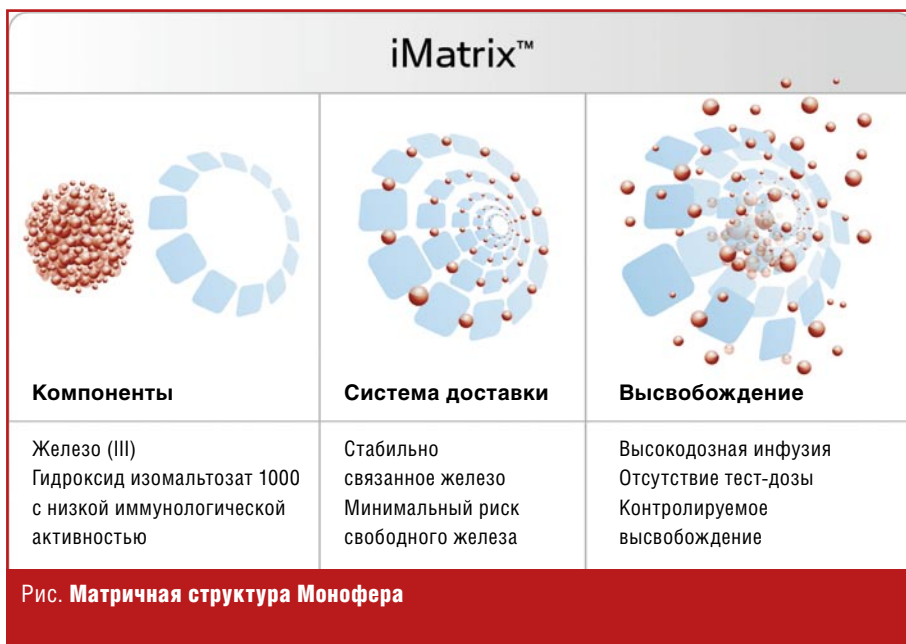 iMatrix™
Компоненты
Железо (III)
Гидроксид изомальтозат 1000
с низкой иммунологической
активностью
Система доставки
Стабильно
связанное железо
Минимальный риск
свободного железа
Высвобождение
Высокодозная инфузия
Отсутствие тест-дозы
Контролируемое
высвобождение
Рис. Матричная структура Монофера